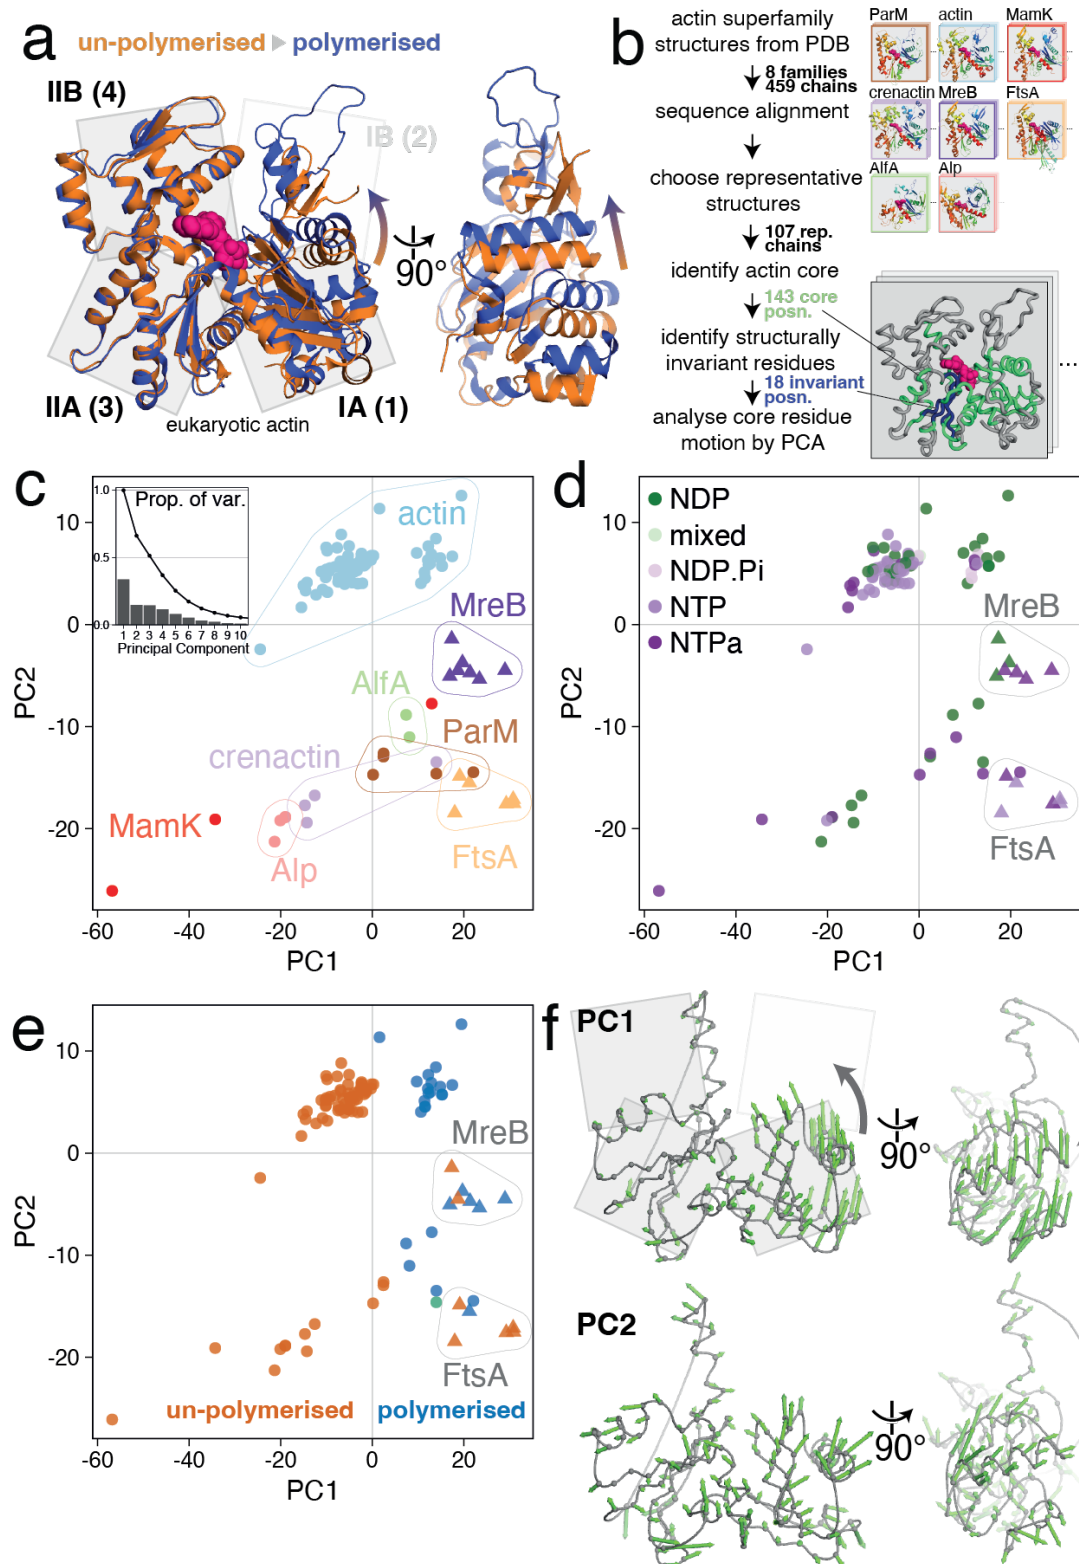 a
un-polymerised
polymerised
IIB (4)
IB (2)
90°
IIA (3)
IA (1)
eukaryotic actin
b
actin superfamily
structures from PDB
8 families
459 chains
sequence alignment
choose representative
structures
107 rep.
chains
identify actin core
143 core
posn.
identify structurally
invariant residues
18 invariant
posn.
analyse core residue
motion by PCA
ParM
actin
MamK
crenactin
MreB
FtsA
AlfA
Alp
...
c
1.0
Prop. of var.
0.5
0.0
1 2 3 4 5 6 7 8 9 10
Principal Component
actin
MreB
AlfA
ParM
crenactin
MamK
Alp
FtsA
10
0
-10
-20
PC2
-60 -40 -20 0 20
PC1
d
NDP
mixed
NDP.Pi
NTP
NTPa
MreB
FtsA
10
0
-10
-20
PC2
-60 -40 -20 0 20
PC1
e
MreB
FtsA
un-polymerised
polymerised
10
0
-10
-20
PC2
-60 -40 -20 0 20
PC1
f
PC1
90°
PC2
90°